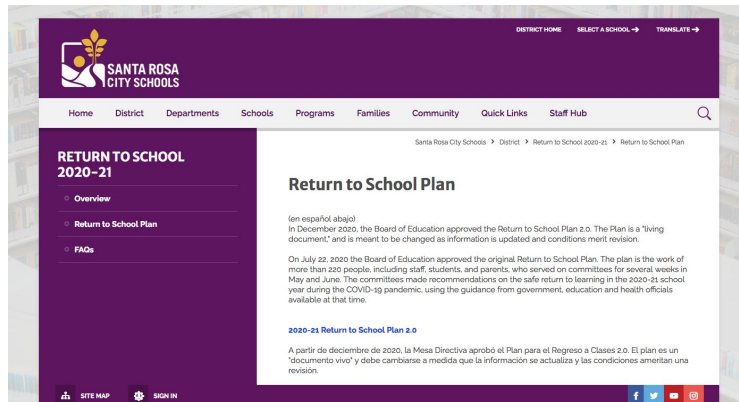 DISTRICT HOME SELECT A SCHOOL → TRANSLATE →
SANTA ROSA
CITY SCHOOLS
Home District Departments Schools Programs Families Community Quick Links Staff Hub
Santa Rosa City Schools > District > Return to School 2020-21 > Return to School Plan
RETURN TO SCHOOL
2020-21
Overview
Return to School Plan
FAQs
Return to School Plan
(en español abajo)
In December 2020, the Board of Education approved the Return to School Plan 2.0. The Plan is a "living
document," and is meant to be changed as information is updated and conditions merit revision.
On July 22, 2020 the Board of Education approved the original Return to School Plan. The plan is the work of
more than 220 people, including staff, students, and parents, who served on committees for several weeks in
May and June. The committees made recommendations on the safe return to learning in the 2020-21 school
year during the COVID-19 pandemic, using the guidance from government, education and health officials
available at that time.
2020-21 Return to School Plan 2.0
A partir de deciembre de 2020, la Mesa Directiva aprobó el Plan para el Regreso a Clases 2.0. El plan es un
"documento vivo" y debe cambiarse a medida que la información se actualiza y las condiciones ameritan una
revisión.
SITE MAP SIGN IN